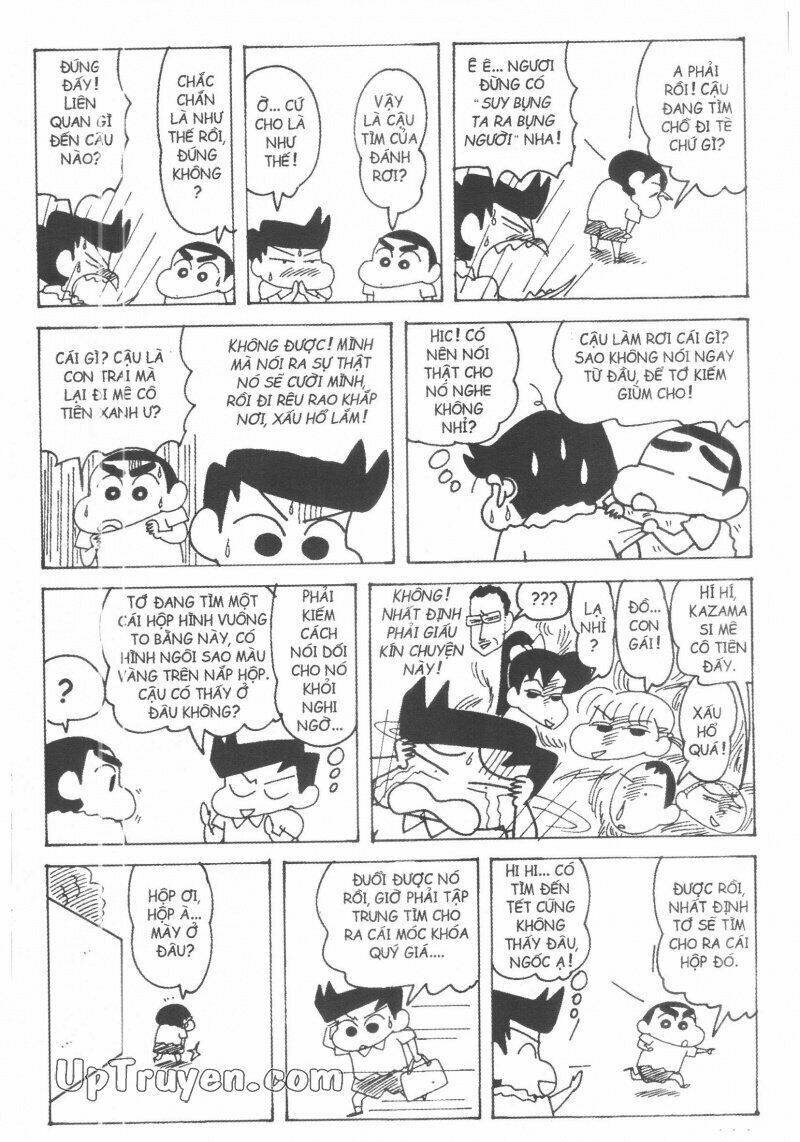 A PHẢI
RỒI! CẬU
ĐANG TÌM
CHỖ ĐI TÈ
CHỨ GÌ?
Ê Ê... NGƯƠI
ĐỪNG CÓ
"SUY BỤNG
TA RA BỤNG
NGƯỜI" NHA!
VẬY
LÀ CẬU
TÌM CỦA
ĐÁNH
RƠI?
Ờ... CỨ
CHO LÀ
NHƯ
THẾ!
CHẮC
CHẮN
LÀ NHƯ
THẾ RỒI,
ĐÚNG
KHÔNG
?
ĐÚNG
ĐẤY!
LIÊN
QUAN GÌ
ĐẾN CẬU
NÀO?
CẬU LÀM RƠI CÁI GÌ?
SAO KHÔNG NÓI NGAY
TỪ ĐẦU, ĐỂ TỚ KIẾM
GIÙM CHO!
HIC! CÓ
NÊN NÓI
THẬT CHO
NÓ NGHE
KHÔNG
NHỈ?
KHÔNG ĐƯỢC! MÌNH
MÀ NÓI RA SỰ THẬT
NÓ SẼ CƯỜI MÌNH,
RỒI ĐI RÊU RAO KHẮP
NƠI, XẤU HỔ LẮM!
CÁI GÌ? CẬU LÀ
CON TRAI MÀ
LẠI ĐI MÊ CÔ
TIÊN XANH Ư?
HÍ HÍ,
KAZAMA
SI MÊ
CÔ TIÊN
ĐẤY.
ĐỒ...
CON
GÁI!
XẤU
HỔ
QUÁ!
LẠ
NHỈ
?
???
KHÔNG!
NHẤT ĐỊNH
PHẢI GIẤU
KÍN CHUYỆN
NÀY!
PHẢI
KIẾM
CÁCH
NÓI DỐI
CHO NÓ
KHỎI
NGHI
NGỜ...
TỚ ĐANG TÌM MỘT
CÁI HỘP HÌNH VUÔNG
TO BẰNG NÀY, CÓ
HÌNH NGÔI SAO MÀU
VÀNG TRÊN NẮP HỘP.
CẬU CÓ THẤY Ở
ĐÂU KHÔNG?
?
ĐƯỢC RỒI,
NHẤT ĐỊNH
TỚ SẼ TÌM
CHO RA CÁI
HỘP ĐÓ.
HI HI... CÓ
TÌM ĐẾN
TẾT CŨNG
KHÔNG
THẤY ĐÂU,
NGỐC Ạ!
ĐUỔI ĐƯỢC NÓ
RỒI, GIỜ PHẢI TẬP
TRUNG TÌM CHO
RA CÁI MÓC KHÓA
QUÝ GIÁ....
HỘP ƠI,
HỘP À...
MÀY Ở
ĐÂU?
UpTruyen.com